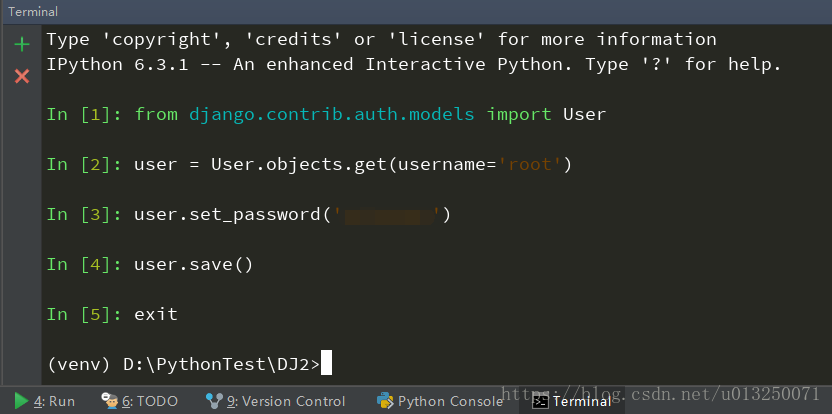 Terminal
Type 'copyright', 'credits' or 'license' for more information
IPython 6.3.1 -- An enhanced Interactive Python. Type '?' for help.
In [1]: from django.contrib.auth.models import User
In [2]: user = User.objects.get(username='root')
In [3]: user.set_password('        ')
In [4]: user.save()
In [5]: exit
(venv) D:\PythonTest\DJ2>
4: Run 6: TODO 9: Version Control Python Console Terminal
https://blog.csdn.net/u013250071